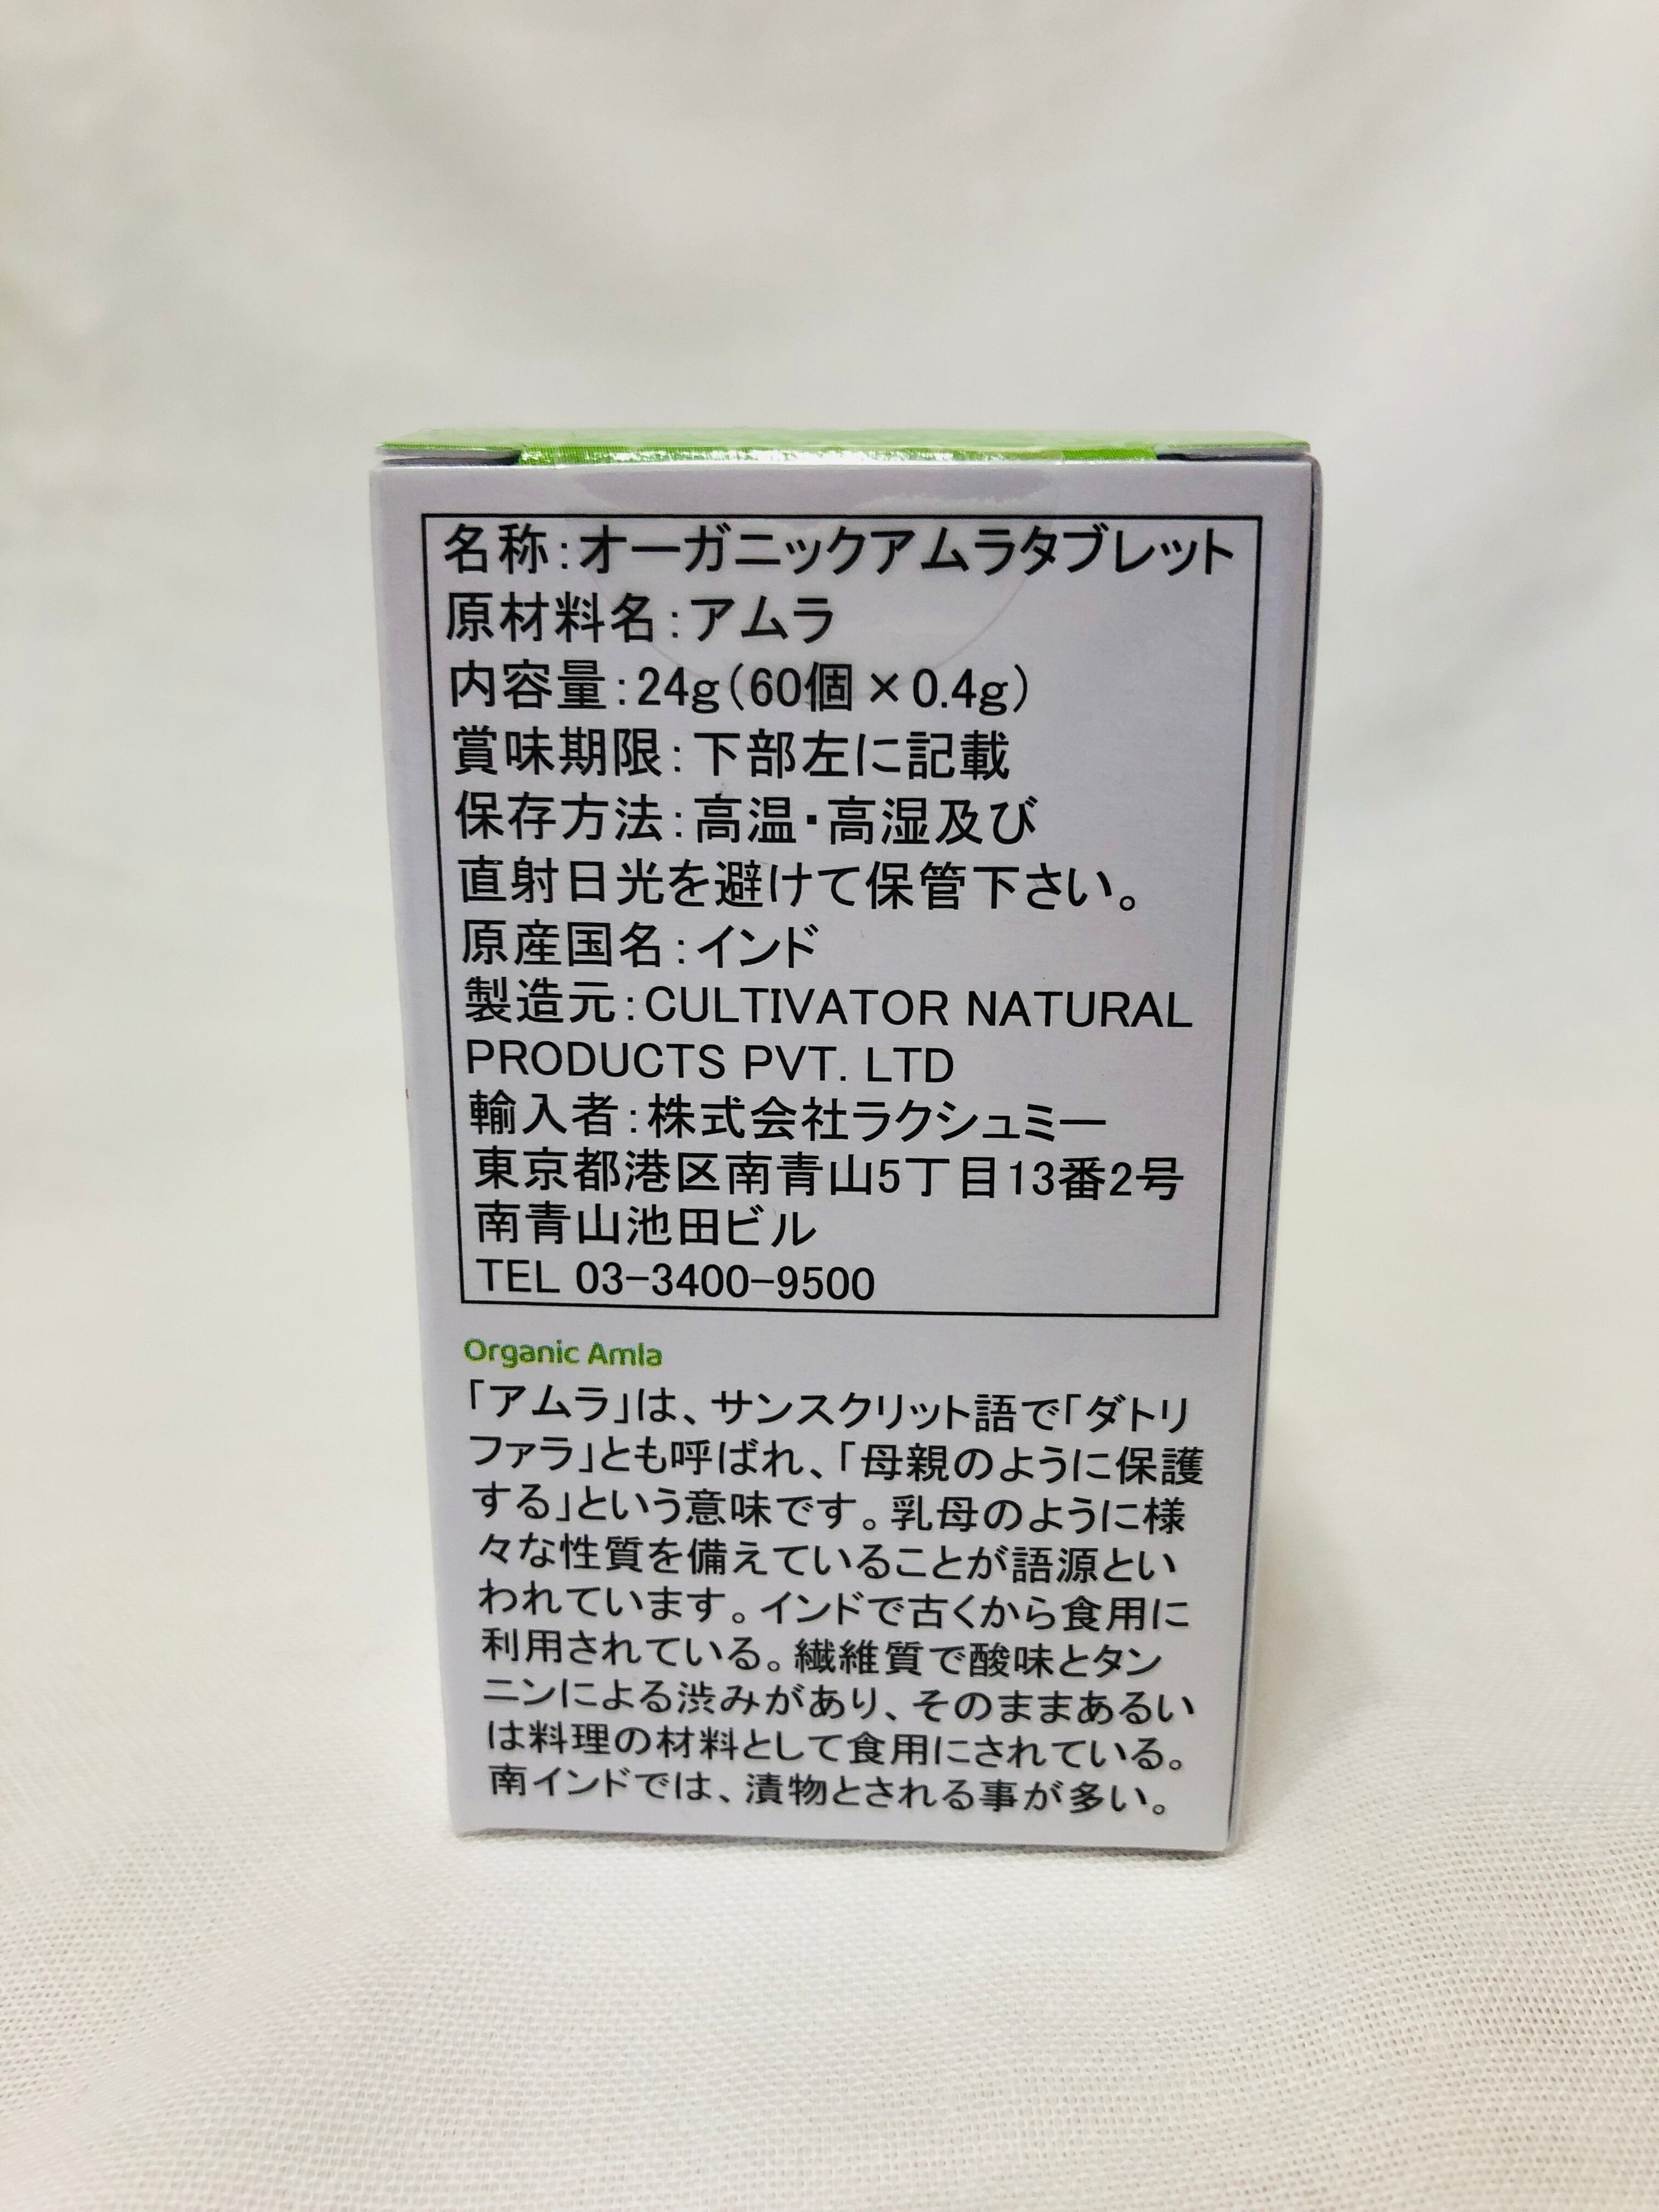 名称：オーガニックアムラタブレット
原材料名：アムラ
内容量：24g（60個×0.4g）
賞味期限：下部左に記載
保存方法：高温・高湿及び
直射日光を避けて保管下さい。
原産国名：インド
製造元：CULTIVATOR NATURAL
PRODUCTS PVT. LTD
輸入者：株式会社ラクシュミー
東京都港区南青山5丁目13番2号
南青山池田ビル
TEL 03-3400-9500
Organic Amla
「アムラ」は、サンスクリット語で「ダトリ
ファラ」とも呼ばれ、「母親のように保護
する」という意味です。乳母のように様
々な性質を備えていることが語源とい
われています。インドで古くから食用に
利用されている。繊維質で酸味とタン
ニンによる渋みがあり、そのままあるい
は料理の材料として食用にされている。
南インドでは、漬物とされる事が多い。